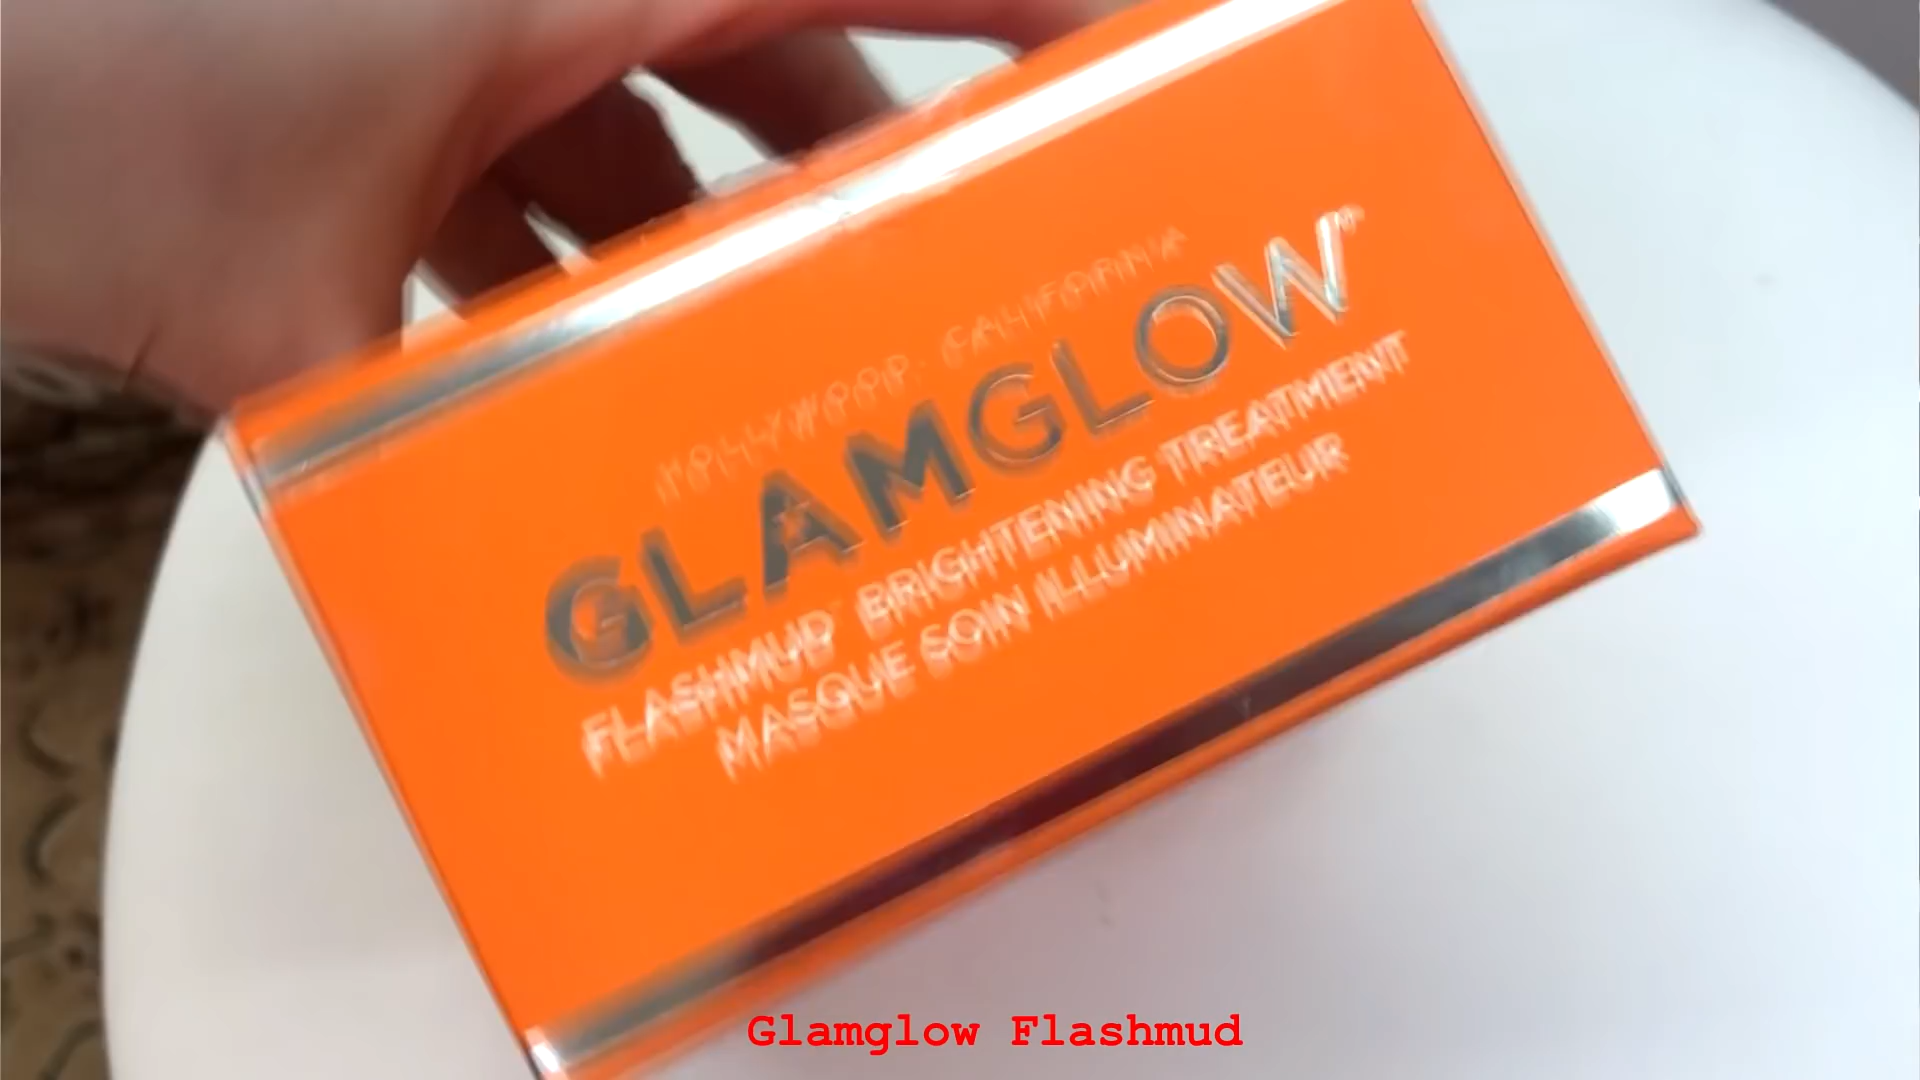 HOLLYWOOD, CALIFORNIA
GLAMGLOW
FLASHMUD BRIGHTENING TREATMENT
MASQUE SOIN ILLUMINATEUR
Glamglow Flashmud